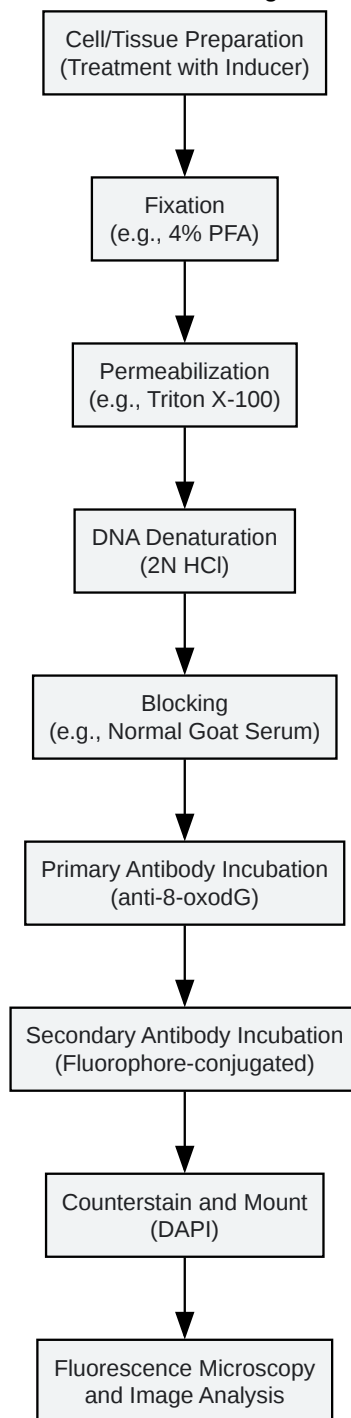 Cell/Tissue Preparation
(Treatment with Inducer)
Fixation
(e.g., 4% PFA)
Permeabilization
(e.g., Triton X-100)
DNA Denaturation
(2N HCl)
Blocking
(e.g., Normal Goat Serum)
Primary Antibody Incubation
(anti-8-oxodG)
Secondary Antibody Incubation
(Fluorophore-conjugated)
Counterstain and Mount
(DAPI)
Fluorescence Microscopy
and Image Analysis